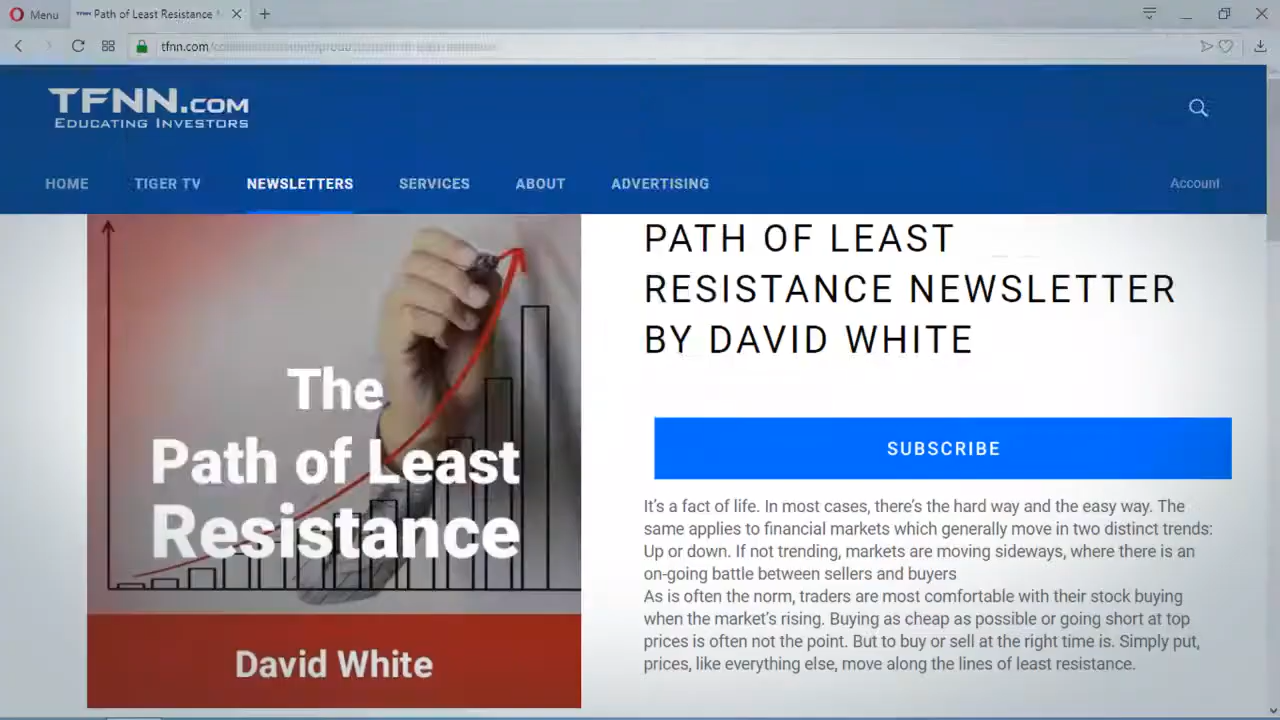 Menu
Path of Least Resistance
tfnn.com
TFNN.COM
EDUCATING INVESTORS
HOME
TIGER TV
NEWSLETTERS
SERVICES
ABOUT
ADVERTISING
Account
The
Path of Least
Resistance
David White
PATH OF LEAST
RESISTANCE NEWSLETTER
BY DAVID WHITE
SUBSCRIBE
It’s a fact of life. In most cases, there’s the hard way and the easy way. The
same applies to financial markets which generally move in two distinct trends:
Up or down. If not trending, markets are moving sideways, where there is an
on-going battle between sellers and buyers
As is often the norm, traders are most comfortable with their stock buying
when the market’s rising. Buying as cheap as possible or going short at top
prices is often not the point. But to buy or sell at the right time is. Simply put,
prices, like everything else, move along the lines of least resistance.